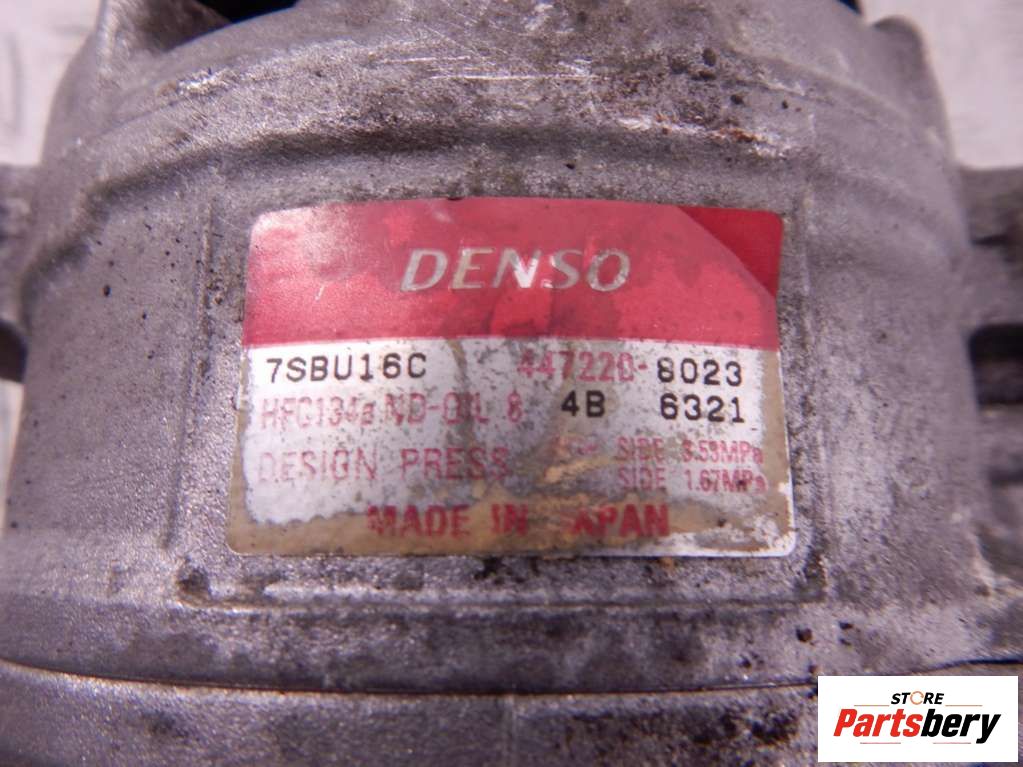 DENSO
7SBU16C 447220-8023
HFC134a ND-OIL 8 4B 6321
DESIGN PRESS SIDE 3.53MPa
SIDE 1.67MPa
MADE IN JAPAN
STORE
Partsbery